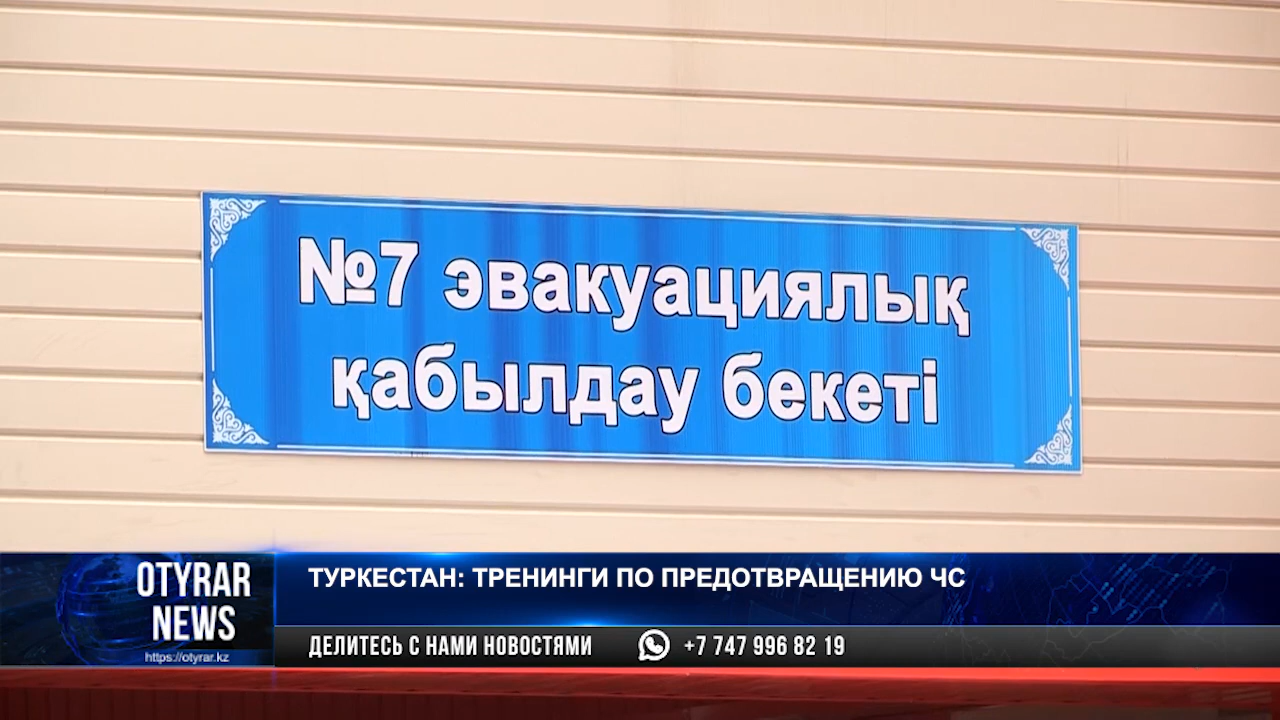 №7 эвакуациялық
қабылдау бекеті
OTYRAR
NEWS
https://otyrar.kz
ТУРКЕСТАН: ТРЕНИНГИ ПО ПРЕДОТВРАЩЕНИЮ ЧС
ДЕЛИТЕСЬ С НАМИ НОВОСТЯМИ +7 747 996 82 19